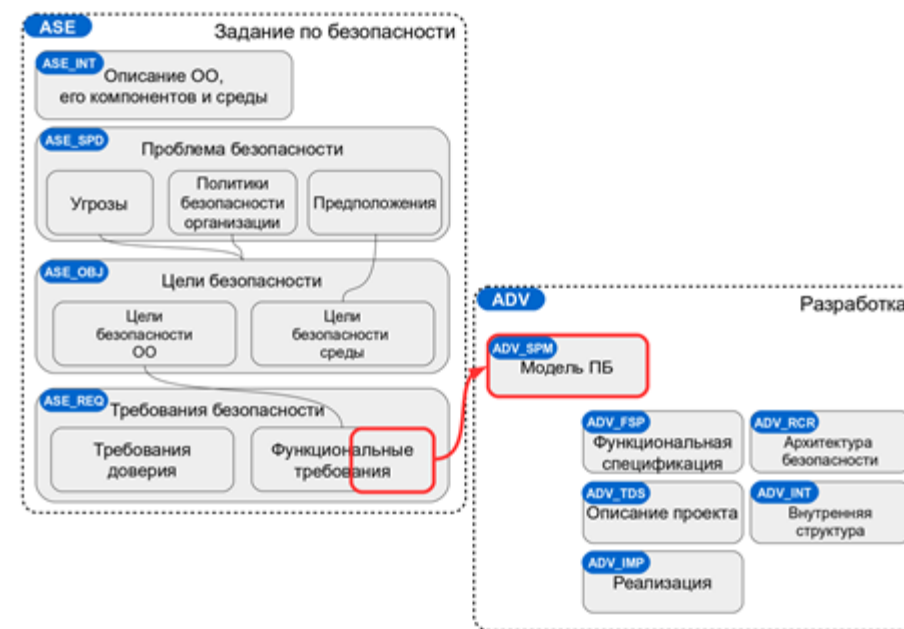 ASE
Задание по безопасности
ASE_INT
Описание ОО,
его компонентов и среды
ASE_SPD
Проблема безопасности
Угрозы
Политики
безопасности
организации
Предположения
ASE_OBJ
Цели безопасности
Цели
безопасности
ОО
Цели
безопасности
среды
ASE_REQ
Требования безопасности
Требования
доверия
Функциональные
требования
ADV
Разработка
ADV_SPM
Модель ПБ
ADV_FSP
Функциональная
спецификация
ADV_RCR
Архитектура
безопасности
ADV_TDS
Описание проекта
ADV_INT
Внутренняя
структура
ADV_IMP
Реализация